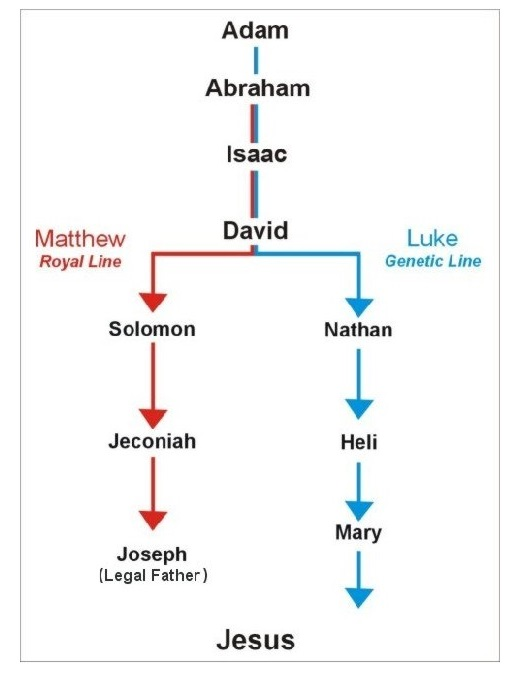 Adam
Abraham
Isaac
David
Matthew
Royal Line
Luke
Genetic Line
Solomon
Nathan
Jeconiah
Heli
Mary
Joseph
(Legal Father)
Jesus